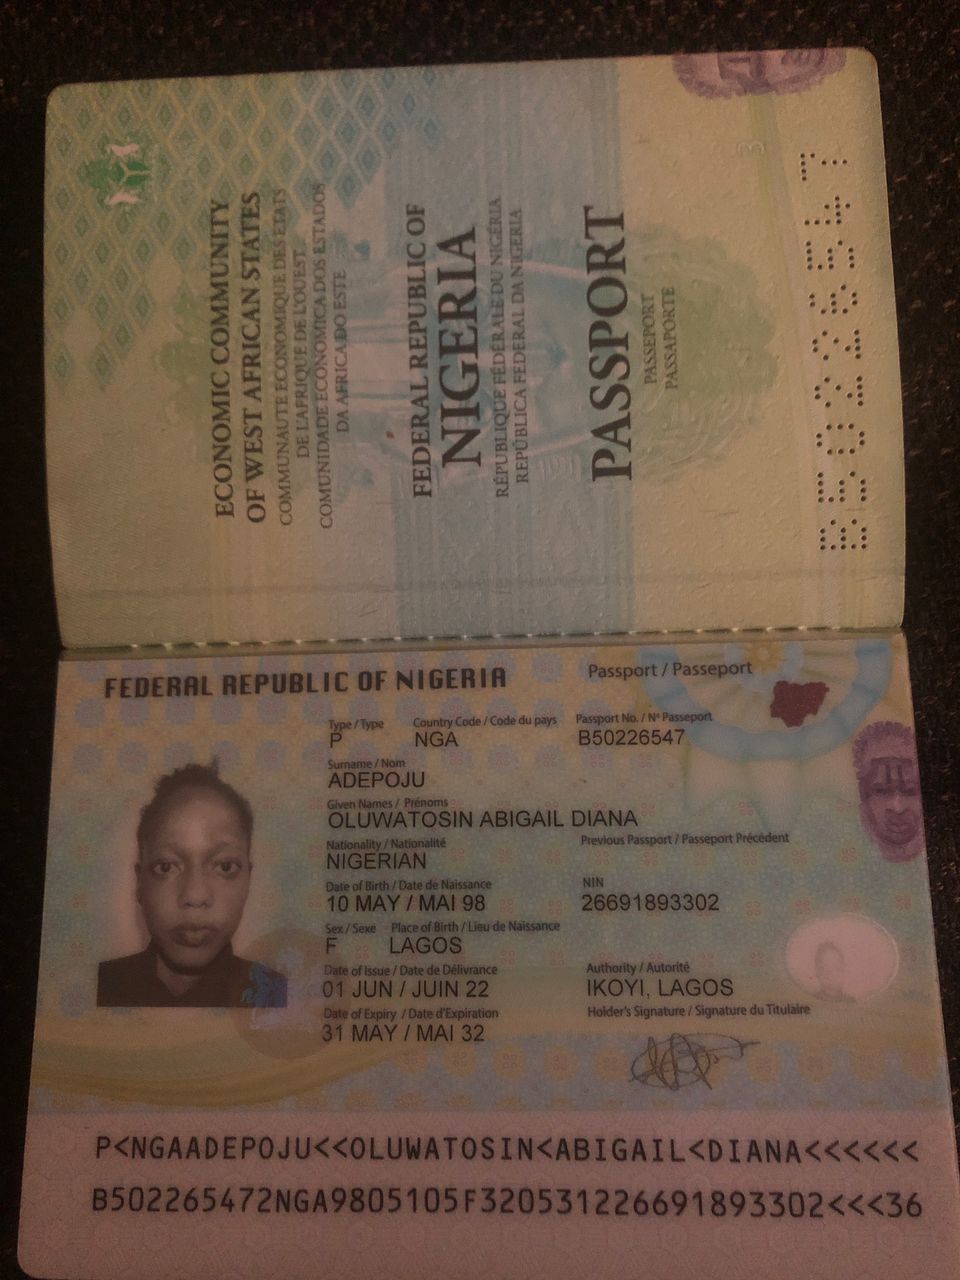 ECONOMIC COMMUNITY
OF WEST AFRICAN STATES
COMMUNAUTE ECONOMIQUE DES ETATS
DE L'AFRIQUE DE L'OUEST
COMUNIDADE ECONOMICA DOS ESTADOS
DA AFRICA DO ESTE
FEDERAL REPUBLIC OF
NIGERIA
RÉPUBLIQUE FÉDÉRALE DU NIGÉRIA
REPÚBLICA FEDERAL DA NIGERIA
PASSPORT
PASSEPORT
PASSAPORTE
3
B50226547
FEDERAL REPUBLIC OF NIGERIA
Passport / Passeport
Type / Type Country Code / Code du pays Passport No. / Nº Passeport
P NGA B50226547
Surname / Nom
ADEPOJU
Given Names / Prénoms
OLUWATOSIN ABIGAIL DIANA
Nationality / Nationalité Previous Passport / Passeport Précédent
NIGERIAN
Date of Birth / Date de Naissance NIN
10 MAY / MAI 98 26691893302
Sex / Sexe Place of Birth / Lieu de Naissance
F LAGOS
Date of Issue / Date de Délivrance Authority / Autorité
01 JUN / JUIN 22 IKOYI, LAGOS
Date of Expiry / Date d'Expiration Holder's Signature / Signature du Titulaire
31 MAY / MAI 32
P<NGAADEPOJU<<OLUWATOSIN<ABIGAIL<DIANA<<<<<<
B502265472NGA9805105F320531226691893302<<<36